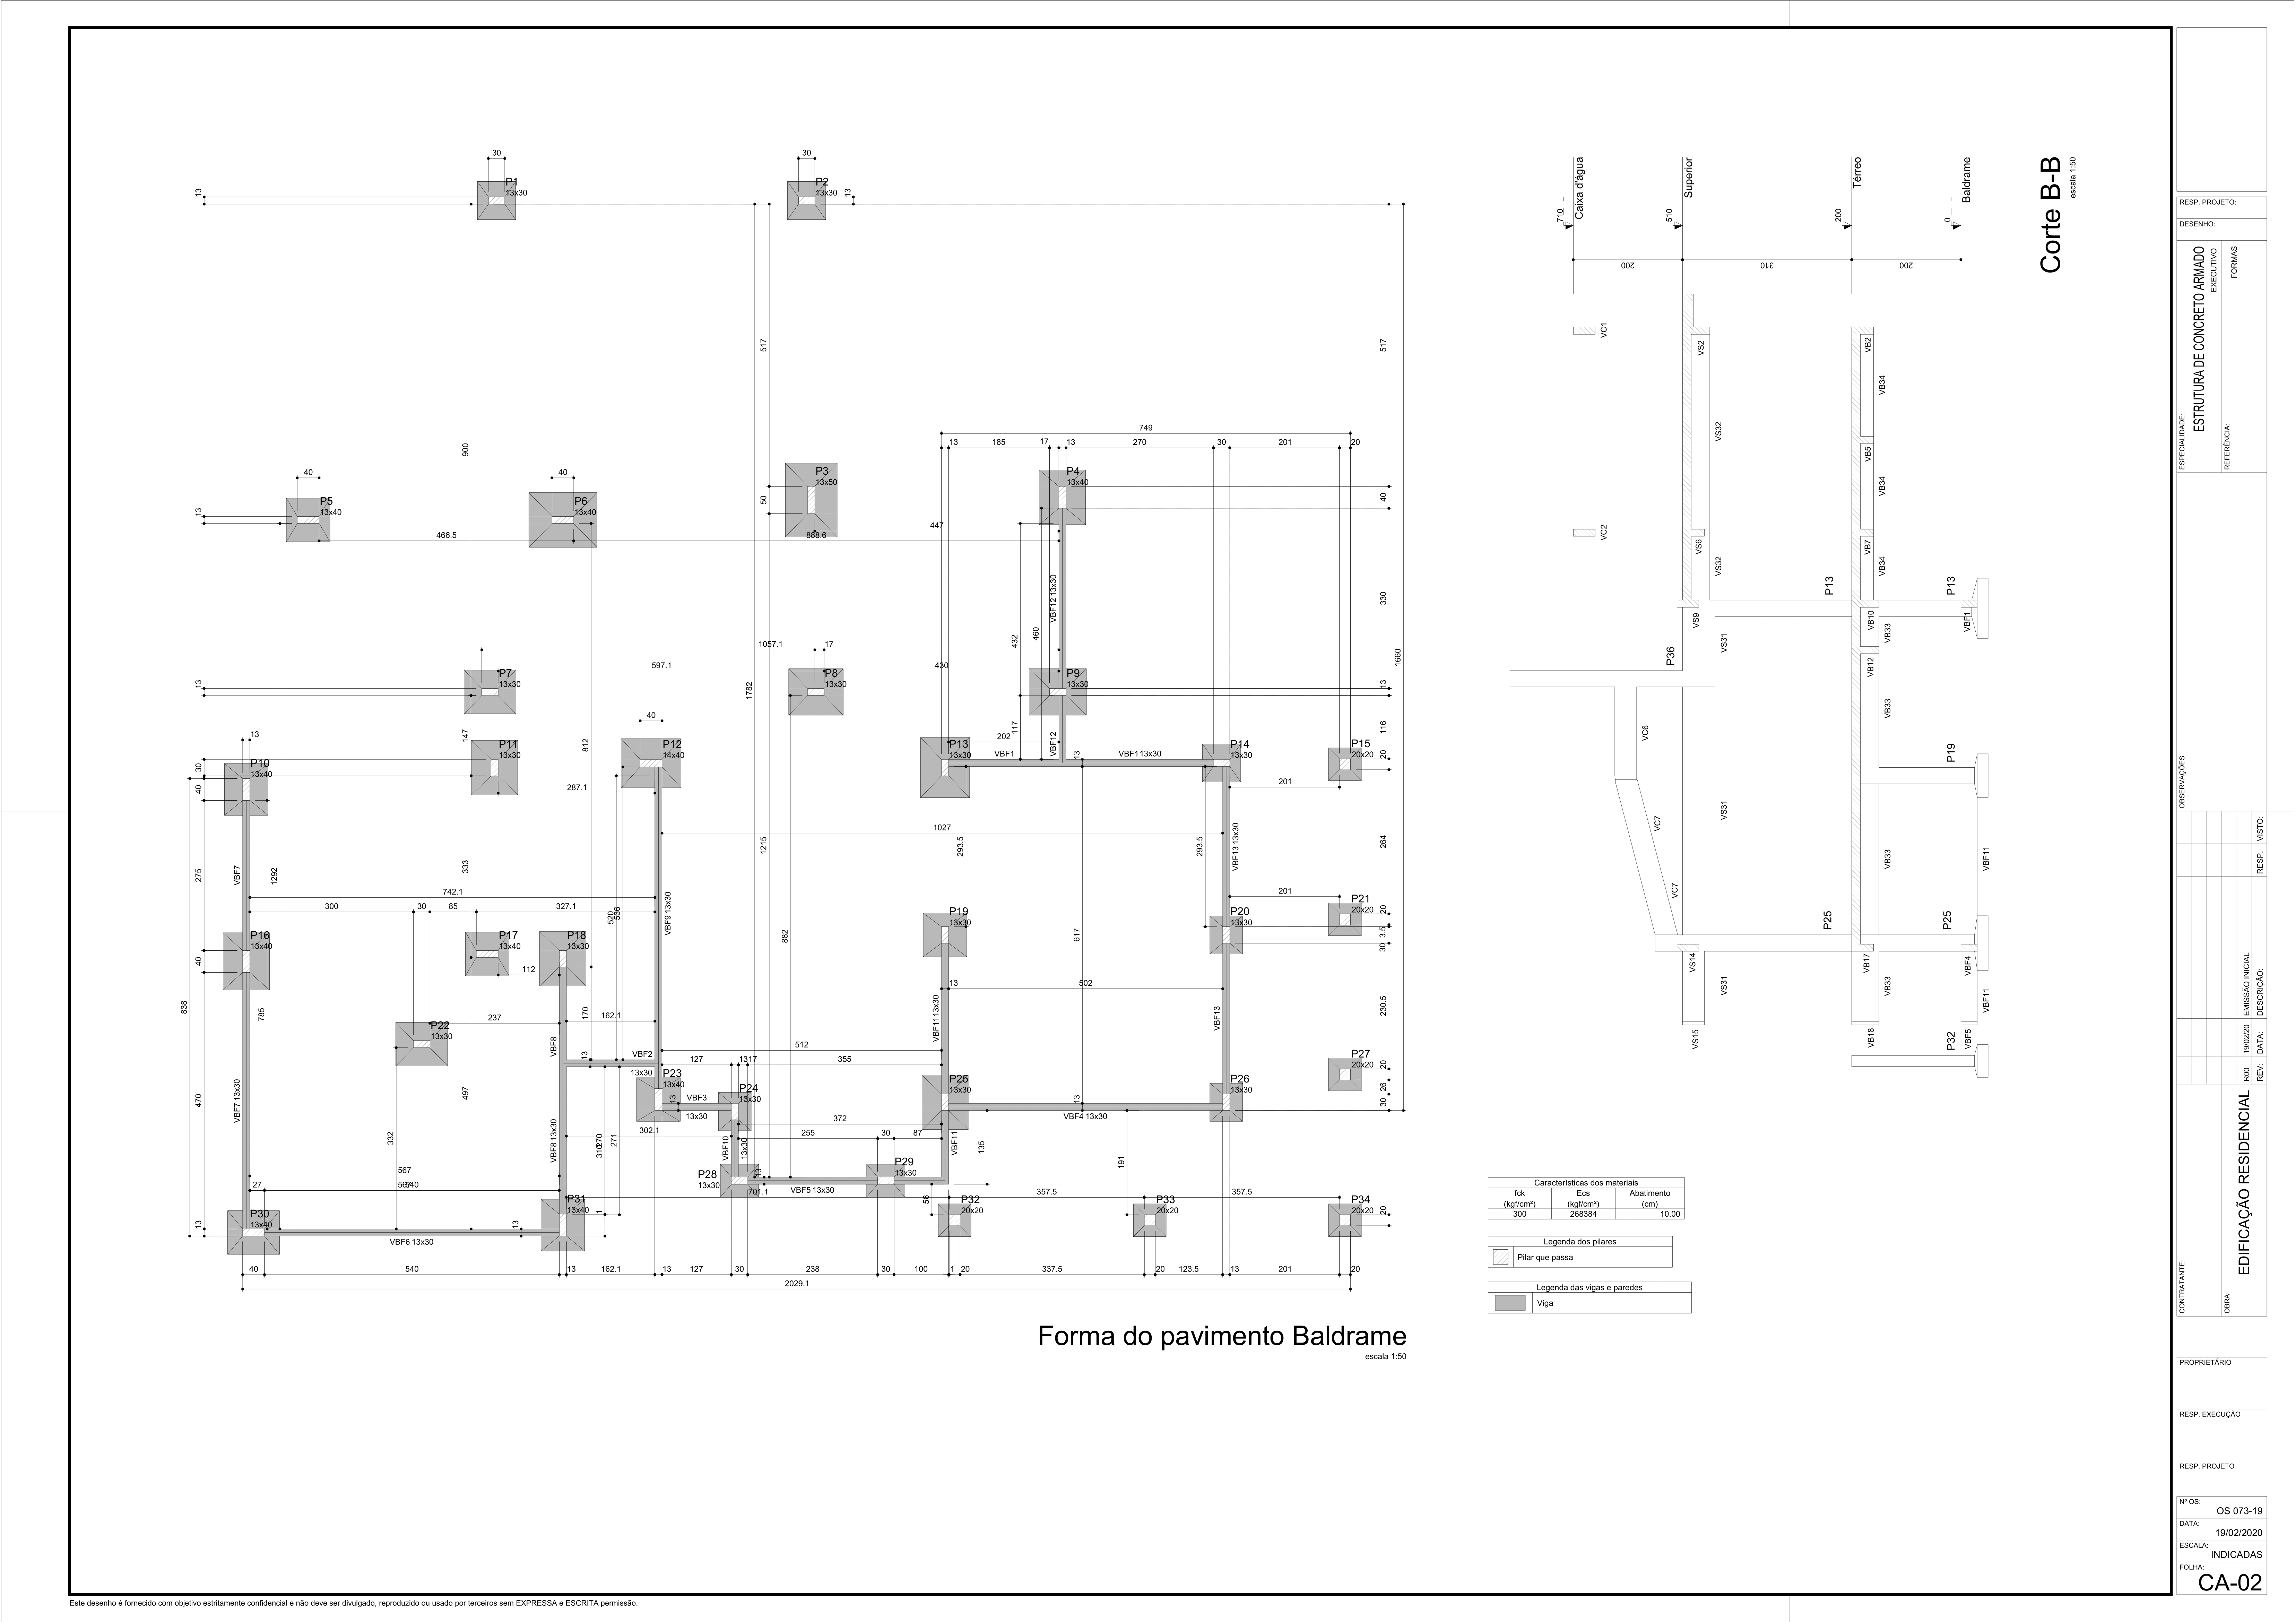 30
30
P1
13x30
P2
13x30
13
13
517
517
900
749
13
185
17
13
270
30
201
20
40
40
P3
13x50
P4
13x40
P5
13x40
P6
13x40
50
40
13
447
466.5
888.6
VBF12 13x30
330
432
460
1057.1
17
597.1
430
1660
P7
13x30
P8
13x30
P9
13x30
13
13
1782
40
147
812
117
116
202
13
P10
13x40
P11
13x30
P12
14x40
P13
13x30
VBF1
VBF12
13
VBF1 13x30
P14
13x30
P15
20x20
20
30
40
287.1
201
1027
1215
293.5
293.5
VBF13 13x30
264
VBF7
275
1292
333
742.1
300
30
85
327.1
520
536
VBF9 13x30
201
P16
13x40
P17
13x40
P18
13x30
P19
13x30
P20
13x30
P21
20x20
20
3.5
30
40
112
882
617
13
502
838
785
237
170
162.1
VBF11 13x30
VBF13
230.5
P22
13x30
VBF8
13
VBF2
512
127
13
17
355
P27
20x20
20
26
30
13x30
P23
13x40
P24
13x30
P25
13x30
P26
13x30
VBF7 13x30
470
497
13
VBF3
13x30
13
VBF4 13x30
372
332
VBF8 13x30
310
270
271
302.1
VBF10
13x30
255
30
87
VBF11
135
191
P28
13x30
13
P29
13x30
567
27
567
540
701.1
VBF5 13x30
56
357.5
357.5
P30
13x40
P31
13x40
1
P32
20x20
P33
20x20
P34
20x20
20
13
13
VBF6 13x30
40
540
13
162.1
13
127
30
238
30
100
1
20
337.5
20
123.5
13
201
20
2029.1
Forma do pavimento Baldrame
escala 1:50
Corte B-B
escala 1:50
710
Caixa d'água
510
Superior
200
Térreo
0
Baldrame
200
310
200
VC1
VS2
VB2
VS32
VB34
VB5
VB34
VC2
VS6
VS32
VB7
VB34
P13
P13
VS9
VB10
VBF1
VB33
VS31
P36
VB12
VB33
VC6
P19
VC7
VS31
VB33
VBF11
VC7
P25
P25
VS14
VS31
VB17
VB33
VBF4
VBF11
VS15
VB18
P32
VBF5
Características dos materiais
fck
Ecs
Abatimento
(kgf/cm²)
(kgf/cm²)
(cm)
300
268384
10.00
Legenda dos pilares
Pilar que passa
Legenda das vigas e paredes
Viga
RESP. PROJETO:
DESENHO:
ESPECIALIDADE:
ESTRUTURA DE CONCRETO ARMADO
EXECUTIVO
REFERÊNCIA:
FORMAS
OBSERVAÇÕES
R00
19/02/20
EMISSÃO INICIAL
REV:
DATA:
DESCRIÇÃO:
RESP.
VISTO:
CONTRATANTE:
OBRA:
EDIFICAÇÃO RESIDENCIAL
PROPRIETÁRIO
RESP. EXECUÇÃO
RESP. PROJETO
Nº OS:
OS 073-19
DATA:
19/02/2020
ESCALA:
INDICADAS
FOLHA:
CA-02
Este desenho é fornecido com objetivo estritamente confidencial e não deve ser divulgado, reproduzido ou usado por terceiros sem EXPRESSA e ESCRITA permissão.